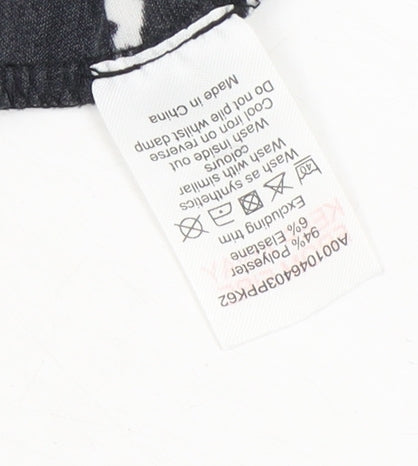 A001046403PPK62
94% Polyester
6% Elastane
Excluding trim
40
Wash as synthetics
Wash with similar
colours
Wash inside out
Cool iron on reverse
Do not pile whilst damp
Made in China